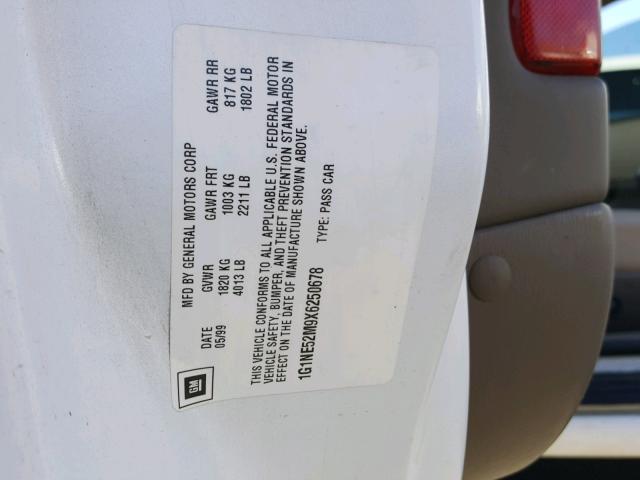 GM
MFD BY GENERAL MOTORS CORP
DATE GVWR GAWR FRT GAWR RR
05/99 1820 KG 1003 KG 817 KG
4013 LB 2211 LB 1802 LB
THIS VEHICLE CONFORMS TO ALL APPLICABLE U.S. FEDERAL MOTOR
VEHICLE SAFETY, BUMPER, AND THEFT PREVENTION STANDARDS IN
EFFECT ON THE DATE OF MANUFACTURE SHOWN ABOVE.
1G1NE52M9X6250678 TYPE: PASS CAR